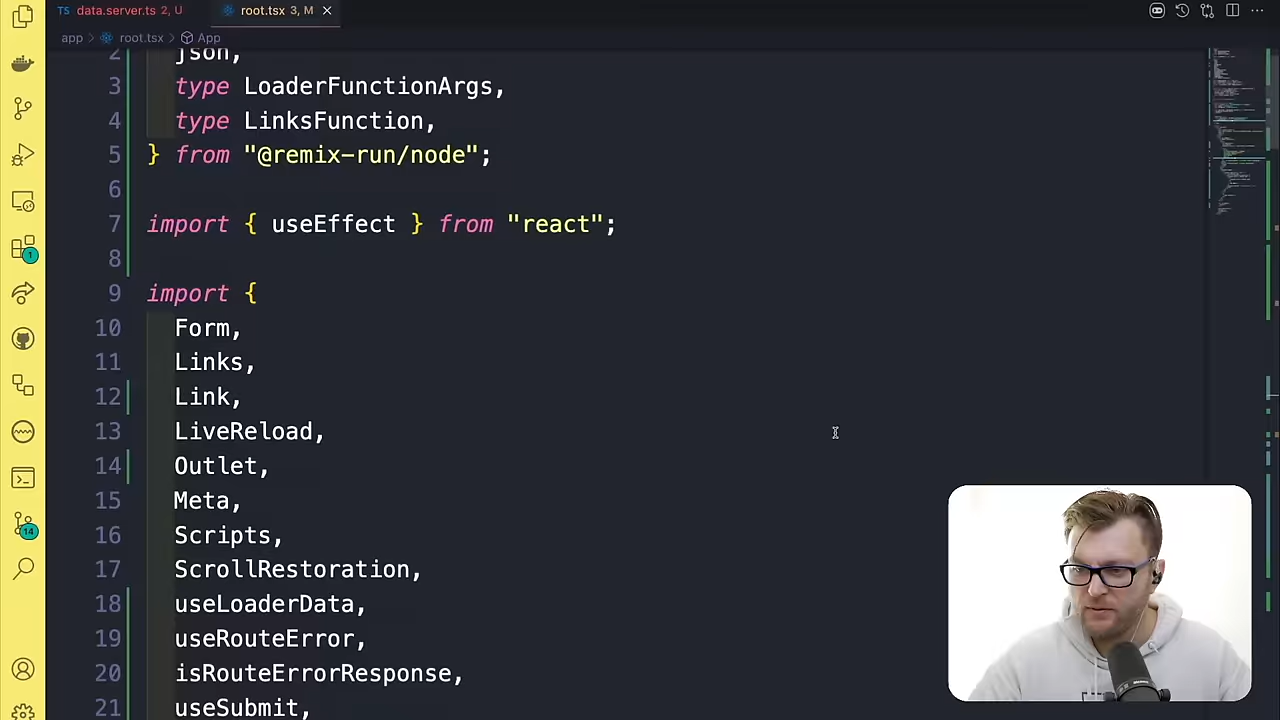 TS data.server.ts 2, U
root.tsx 3, M
app > root.tsx > App
2 json,
3 type LoaderFunctionArgs,
4 type LinksFunction,
5 } from "@remix-run/node";
6
7 import { useEffect } from "react";
8
9 import {
10 Form,
11 Links,
12 Link,
13 LiveReload,
14 Outlet,
15 Meta,
16 Scripts,
17 ScrollRestoration,
18 useLoaderData,
19 useRouteError,
20 isRouteErrorResponse,
21 useSubmit,
1
14